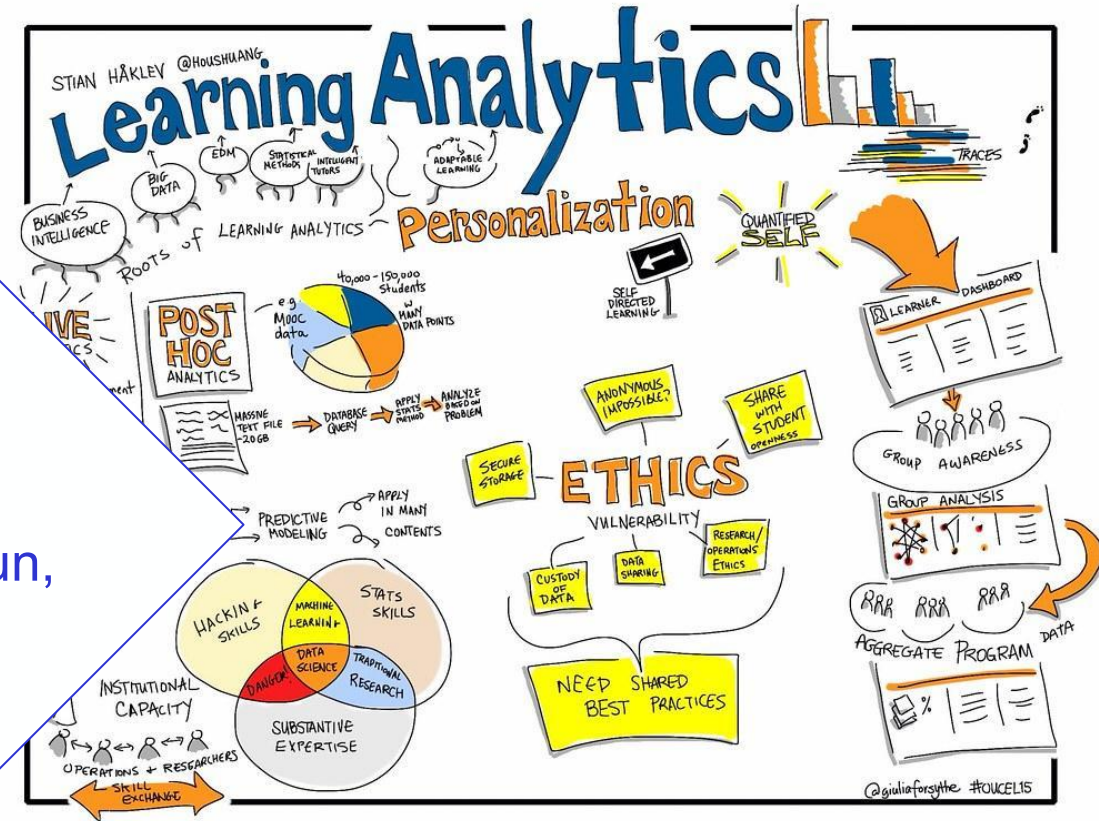 STIAN HÅKLEV @HOUSHUANG
Learning Analytics
BUSINESS
INTELLIGENCE
BIG
DATA
EDM
STATISTICAL
METHODS
INTELLIGENT
TUTORS
ADAPTABLE
LEARNING
ROOTS of LEARNING ANALYTICS
Personalization
QUANTIFIED
SELF
TRACES
SELF
DIRECTED
LEARNING
LEARNER DASHBOARD
POST
HOC
ANALYTICS
e.g.
MOOC
data
40,000-150,000
Students
W
MANY
DATA POINTS
MASSIVE
TEXT FILE
~20GB
DATABASE
QUERY
APPLY
STATS
METHOD
ANALYZE
BASED ON
PROBLEM
ANONYMOUS
IMPOSSIBLE?
SHARE
WITH
STUDENT
OPENNESS
SECURE
STORAGE
ETHICS
VULNERABILITY
CUSTODY
OF
DATA
DATA
SHARING
RESEARCH/
OPERATIONS
ETHICS
NEED SHARED
BEST PRACTICES
GROUP AWARENESS
GROUP ANALYSIS
DATA
AGGREGATE PROGRAM
%
un,
PREDICTIVE
MODELING
APPLY
IN MANY
CONTENTS
HACKING
SKILLS
STATS
SKILLS
MACHINE
LEARNING
DATA
SCIENCE
DANGER!
TRADITIONAL
RESEARCH
SUBSTANTIVE
EXPERTISE
INSTITUTIONAL
CAPACITY
OPERATIONS + RESEARCHERS
SKILL
EXCHANGE
@giuliaforsythe #OUCEL15